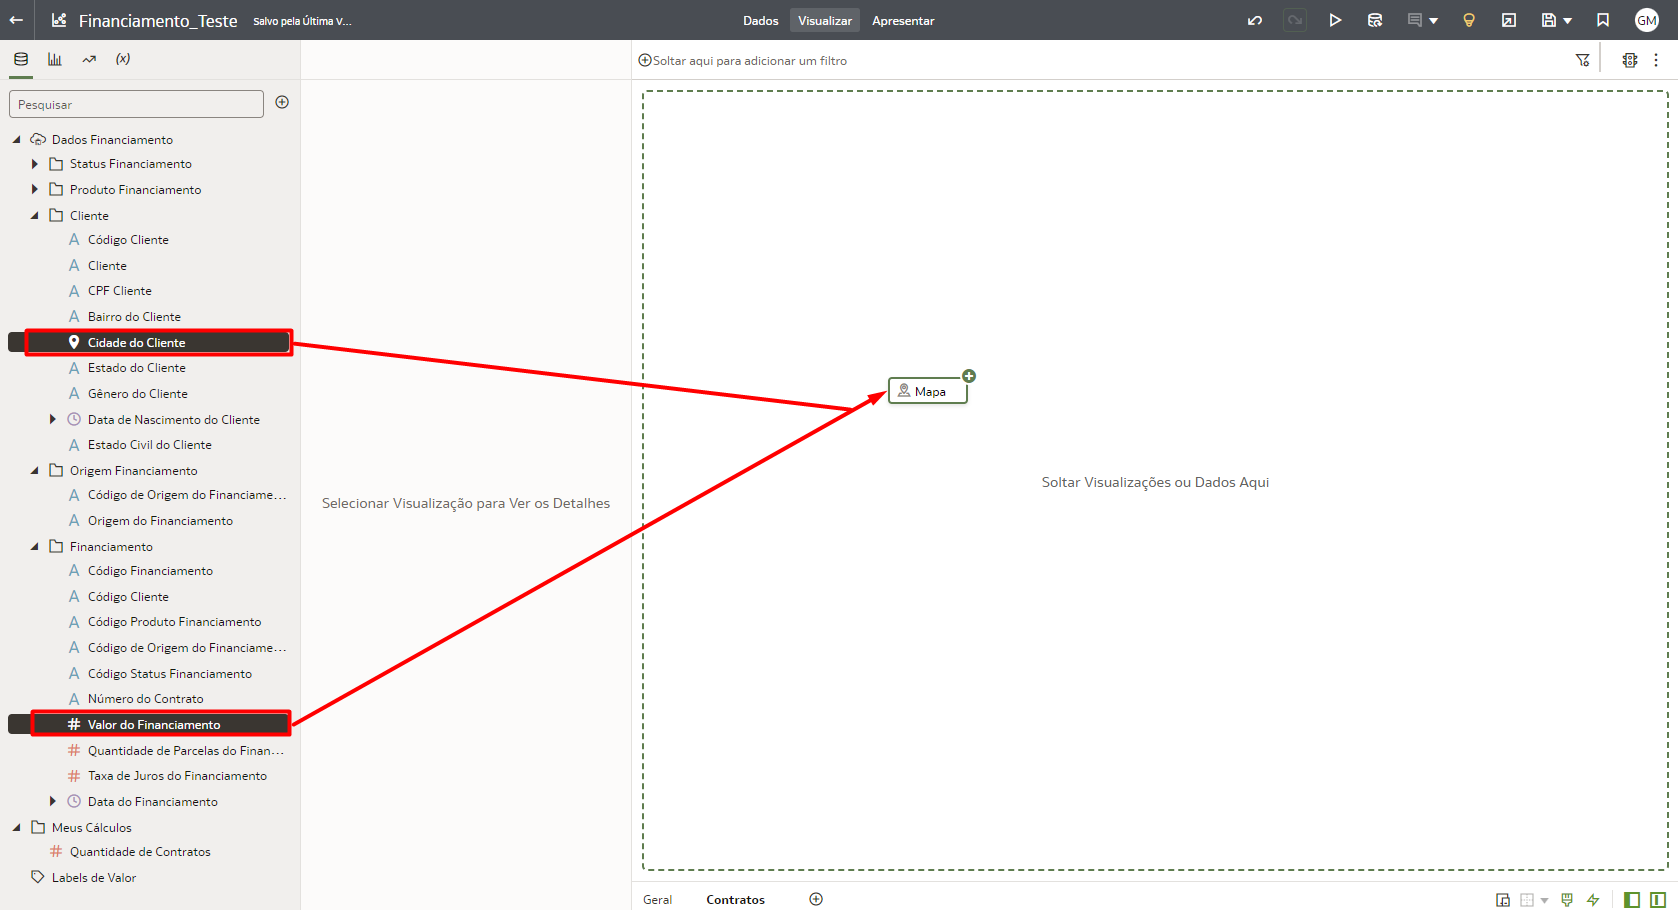 Financiamento_Teste
Salvo pela Última V...
Dados
Visualizar
Apresentar
GM
(x)
Soltar aqui para adicionar um filtro
Pesquisar
Dados Financiamento
Status Financiamento
Produto Financiamento
Cliente
A Código Cliente
A Cliente
A CPF Cliente
A Bairro do Cliente
Cidade do Cliente
A Estado do Cliente
A Gênero do Cliente
Data de Nascimento do Cliente
A Estado Civil do Cliente
Origem Financiamento
A Código de Origem do Financiame...
A Origem do Financiamento
Financiamento
A Código Financiamento
A Código Cliente
A Código Produto Financiamento
A Código de Origem do Financiame...
A Código Status Financiamento
A Número do Contrato
# Valor do Financiamento
# Quantidade de Parcelas do Finan...
# Taxa de Juros do Financiamento
Data do Financiamento
Meus Cálculos
# Quantidade de Contratos
Labels de Valor
Selecionar Visualização para Ver os Detalhes
Mapa
Soltar Visualizações ou Dados Aqui
Geral
Contratos